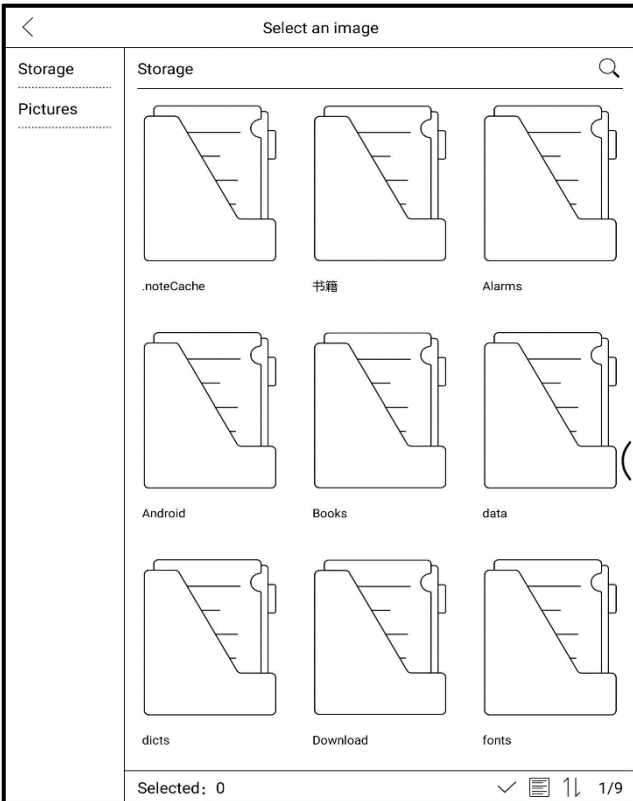 Select an image
Storage
Pictures
Storage
.noteCache
书籍
Alarms
Android
Books
data
dicts
Download
fonts
Selected：0
1/9